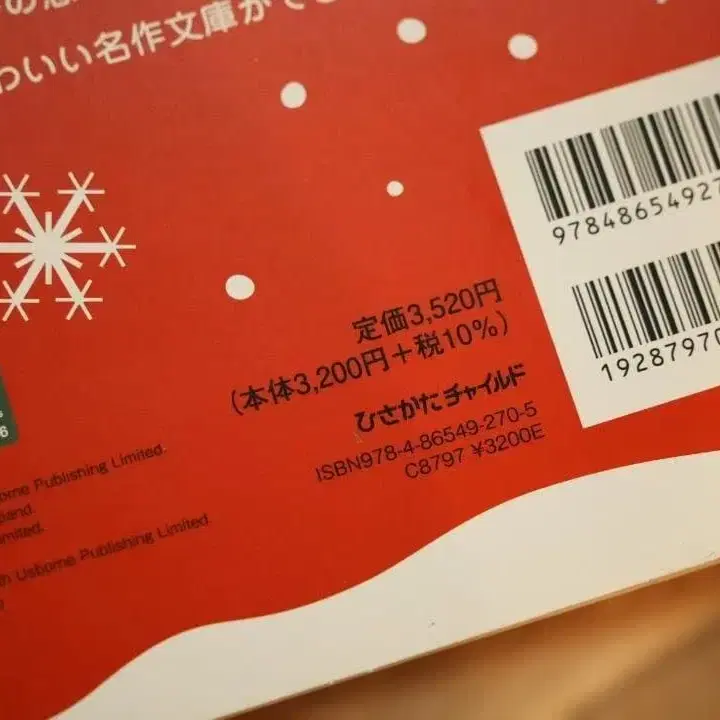 の
わいい名作文庫ができ
9784865492
定価3,520円
(本体3,200円+税10%)
ひさかたチャイルド
ISBN978-4-86549-270-5
C8797 ¥3200E
1928797
6
Publishing Limited.
Usborne Publishing Limited